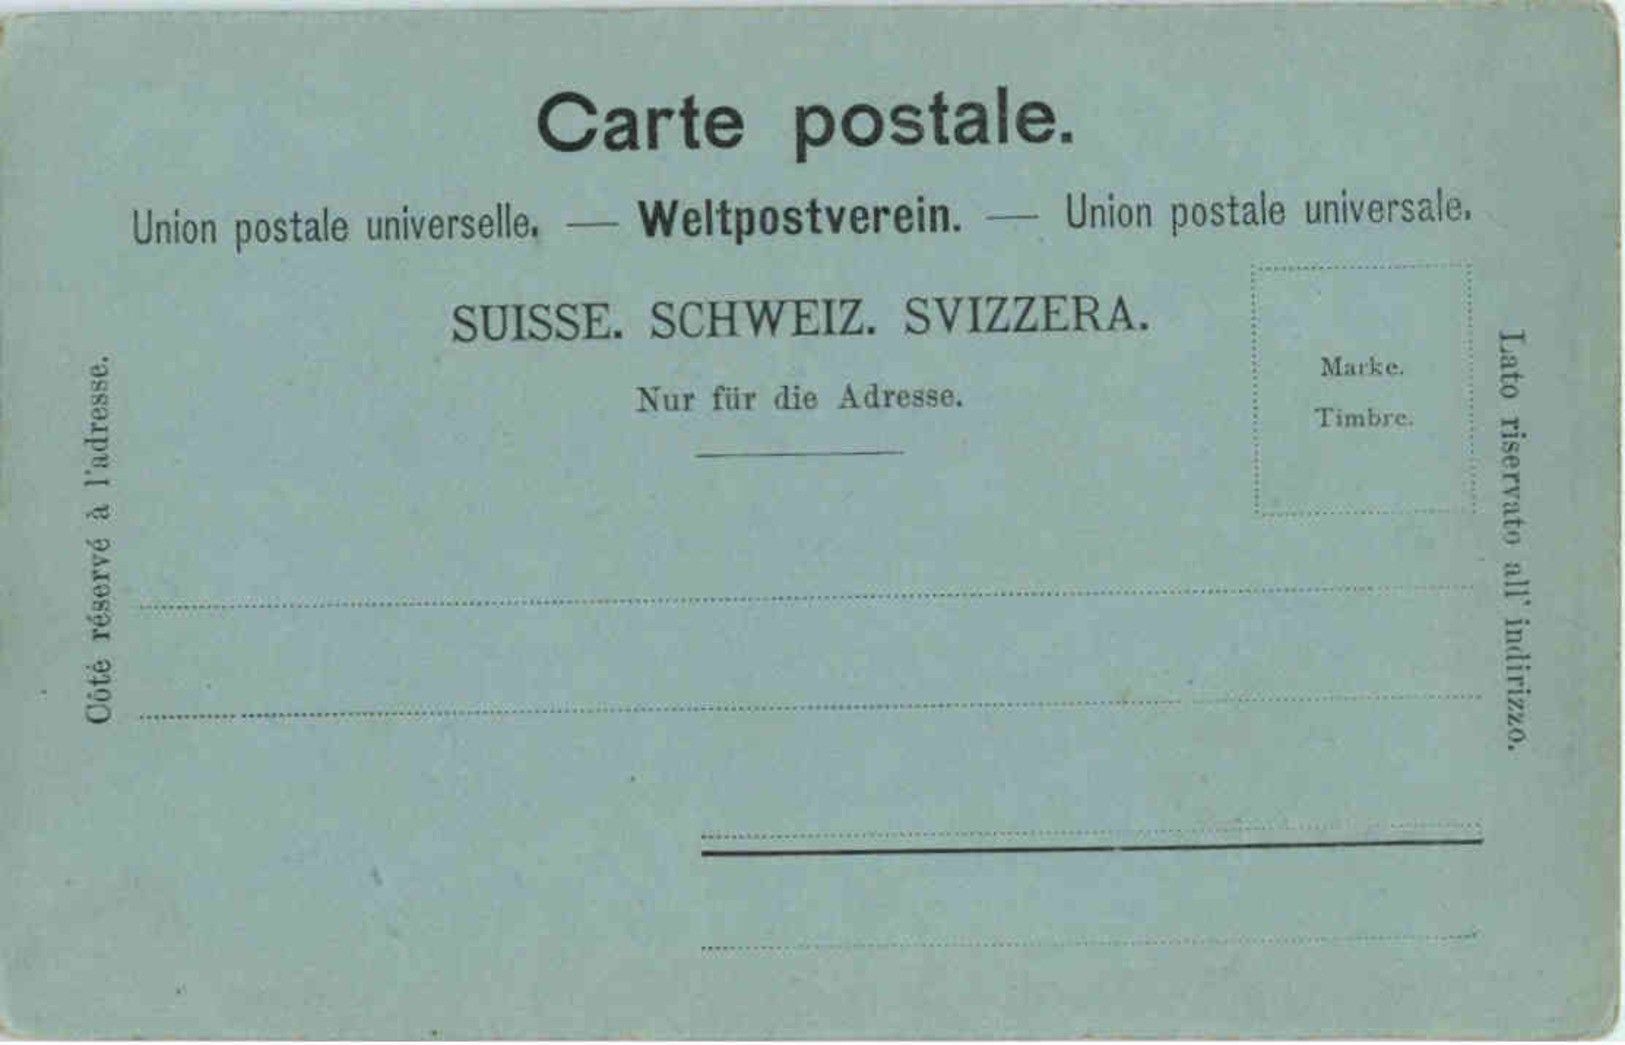 Carte postale.
Union postale universelle. — Weltpostverein. — Union postale universale.
SUISSE. SCHWEIZ. SVIZZERA.
Nur für die Adresse.
Marke.
Timbre.
Côté réservé à l'adresse.
Lato riservato all' indirizzo.